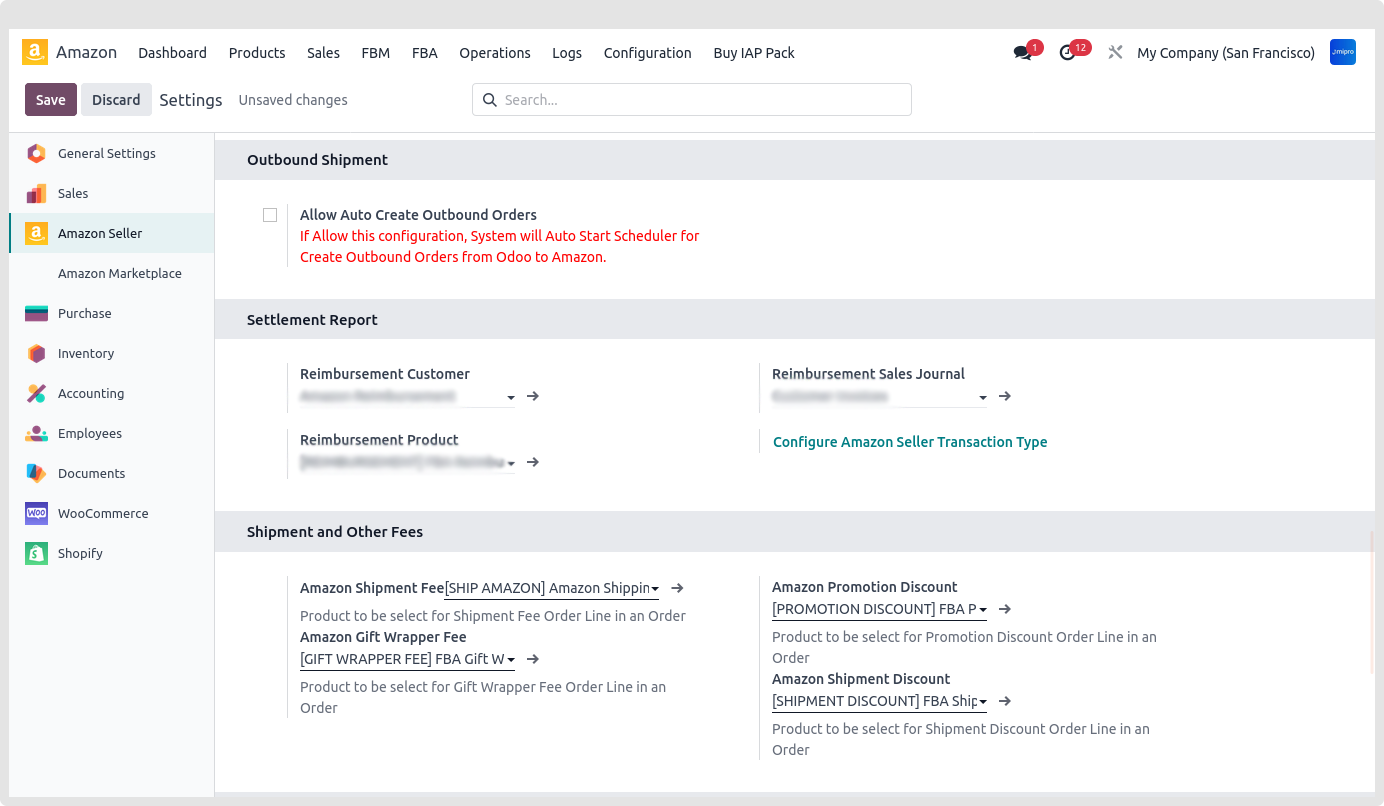 Amazon Dashboard Products Sales FBM FBA Operations Logs Configuration Buy IAP Pack 1 12 My Company (San Francisco)
Save Discard Settings Unsaved changes Search...
General Settings
Sales
Amazon Seller
Amazon Marketplace
Purchase
Inventory
Accounting
Employees
Documents
WooCommerce
Shopify
Outbound Shipment
Allow Auto Create Outbound Orders
If Allow this configuration, System will Auto Start Scheduler for
Create Outbound Orders from Odoo to Amazon.
Settlement Report
Reimbursement Customer
Reimbursement Product
Reimbursement Sales Journal
Configure Amazon Seller Transaction Type
Shipment and Other Fees
Amazon Shipment Fee [SHIP AMAZON] Amazon Shippin
Product to be select for Shipment Fee Order Line in an Order
Amazon Gift Wrapper Fee
[GIFT WRAPPER FEE] FBA Gift W
Product to be select for Gift Wrapper Fee Order Line in an
Order
Amazon Promotion Discount
[PROMOTION DISCOUNT] FBA P
Product to be select for Promotion Discount Order Line in an
Order
Amazon Shipment Discount
[SHIPMENT DISCOUNT] FBA Ship
Product to be select for Shipment Discount Order Line in an
Order